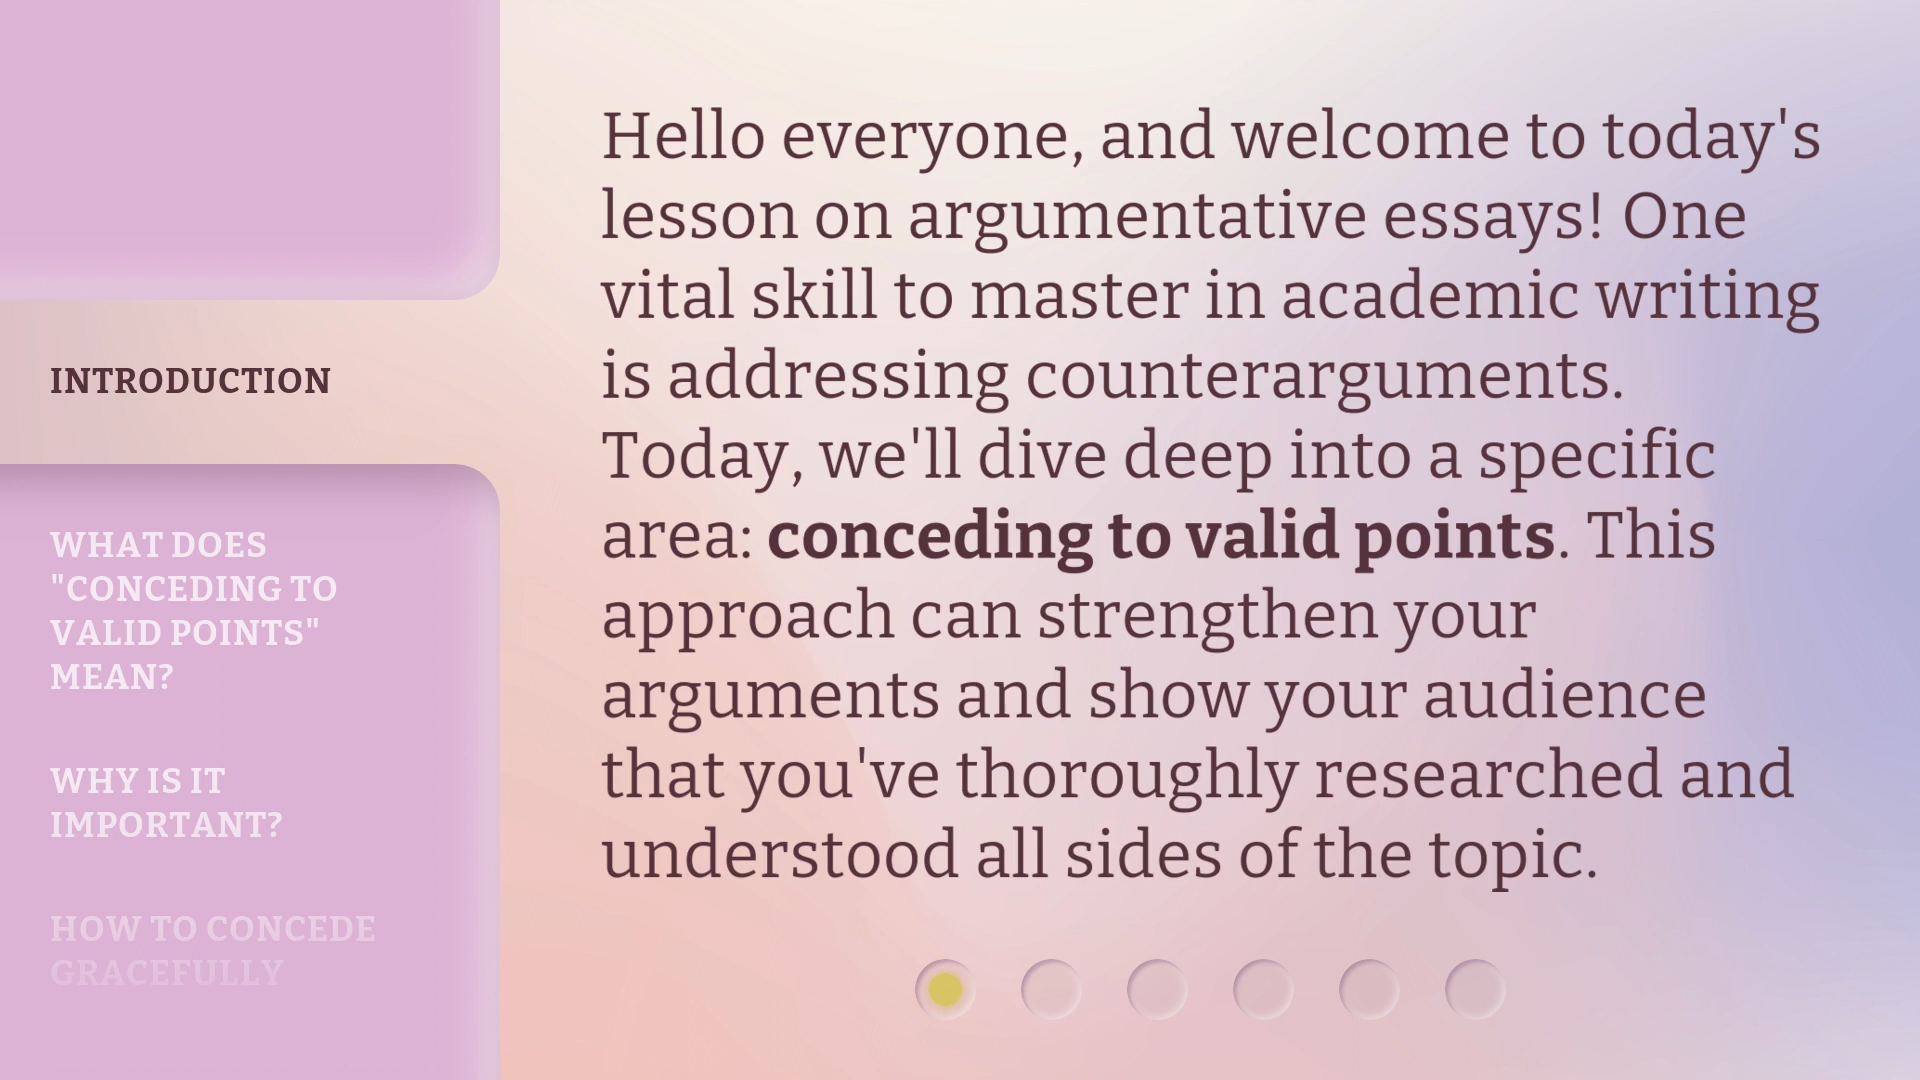 INTRODUCTION
WHAT DOES
"CONCEDING TO
VALID POINTS"
MEAN?
WHY IS IT
IMPORTANT?
HOW TO CONCEDE
GRACEFULLY
Hello everyone, and welcome to today's
lesson on argumentative essays! One
vital skill to master in academic writing
is addressing counterarguments.
Today, we'll dive deep into a specific
area: conceding to valid points. This
approach can strengthen your
arguments and show your audience
that you've thoroughly researched and
understood all sides of the topic.